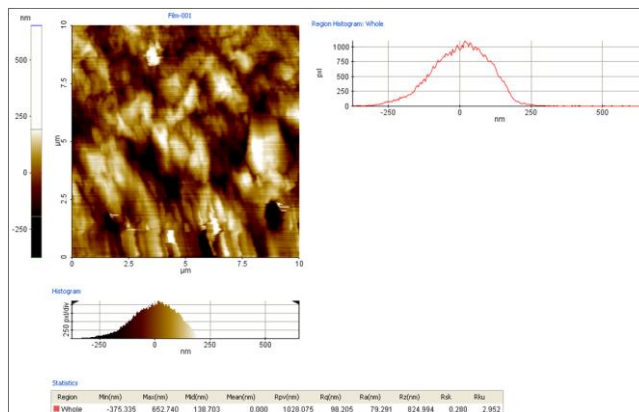 nm
Film-001
Region Histogram: Whole
500
250
0
-250
10
7.5
5
2.5
0
µm
0
2.5
5
7.5
10
µm
1000
750
500
250
0
pxl
-250
0
250
500
nm
Histogram
250 pxl/div
-250
0
250
500
nm
Statistics
Region Min(nm) Max(nm) Mid(nm) Mean(nm) Rpv(nm) Rq(nm) Ra(nm) Rz(nm) Rsk Rku
Whole -375.335 652.740 138.703 0.000 1028.075 98.205 79.291 824.994 0.280 2.952